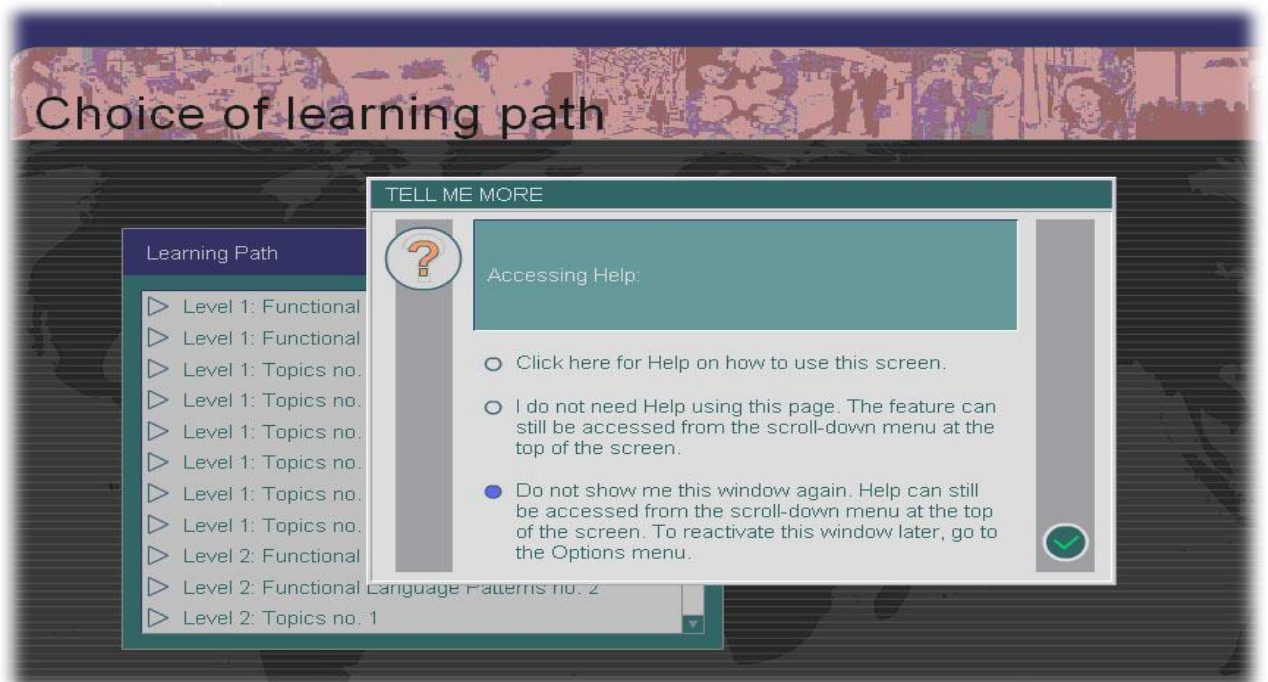 Choice of learning path
TELL ME MORE
Learning Path
Accessing Help:
Level 1: Functional
Level 1: Functional
Level 1: Topics no.
Level 1: Topics no.
Level 1: Topics no.
Level 1: Topics no.
Level 1: Topics no.
Level 1: Topics no.
Level 2: Functional
Level 2: Functional Language Patterns no. 2
Level 2: Topics no. 1
Click here for Help on how to use this screen.
I do not need Help using this page. The feature can
still be accessed from the scroll-down menu at the
top of the screen.
Do not show me this window again. Help can still
be accessed from the scroll-down menu at the top
of the screen. To reactivate this window later, go to
the Options menu.